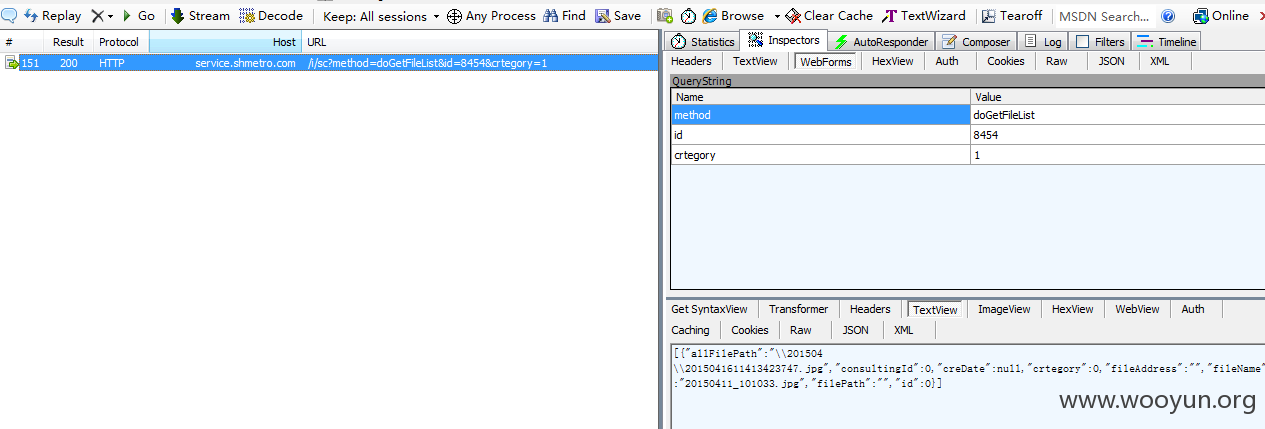 Replay Go Stream Decode Keep: All sessions Any Process Find Save Browse Clear Cache TextWizard Tearoff MSDN Search... Online
# Result Protocol Host URL
151 200 HTTP service.shmetro.com /i/sc?method=doGetFileList&id=8454&crtegory=1
Statistics Inspectors AutoResponder Composer Log Filters Timeline
Headers TextView WebForms HexView Auth Cookies Raw JSON XML
QueryString
Name Value
method doGetFileList
id 8454
crtegory 1
Get SyntaxView Transformer Headers TextView ImageView HexView WebView Auth
Caching Cookies Raw JSON XML
[{"allFilePath":"\\201504
\\2015041611413423747.jpg","consultingId":0,"creDate":null,"crtegory":0,"fileAddress":"","fileName"
:"20150411_101033.jpg","filePath":"","id":0}]
www.wooyun.org